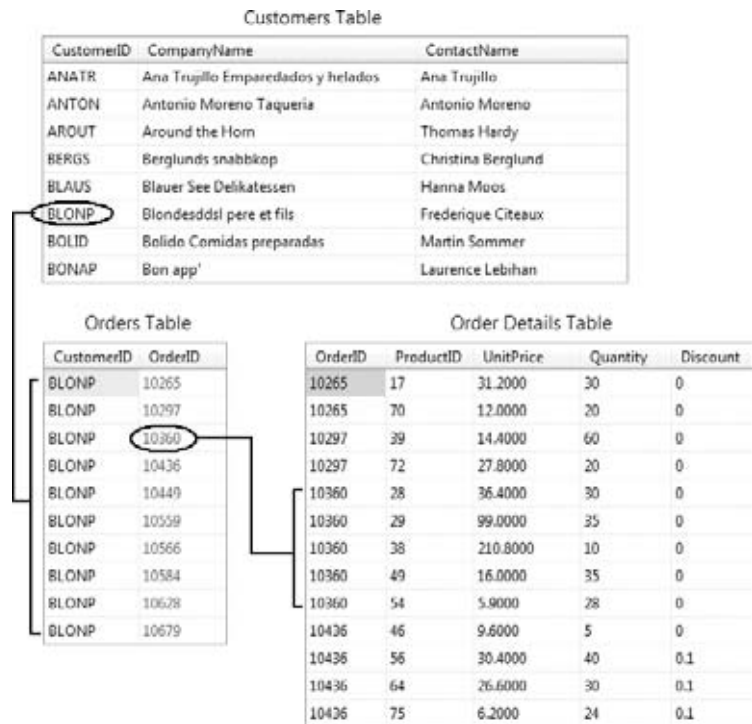 Customers Table
CustomerID CompanyName ContactName
ANATR Ana Trujillo Emparedados y helados Ana Trujillo
ANTON Antonio Moreno Taqueria Antonio Moreno
AROUT Around the Horn Thomas Hardy
BERGS Berglunds snabbkop Christina Berglund
BLAUS Blauer See Delikatessen Hanna Moos
BLONP Blondesddsl pere et fils Frederique Citeaux
BOLID Bolido Comidas preparadas Martin Sommer
BONAP Bon app' Laurence Lebihan
Orders Table
CustomerID OrderID
BLONP 10265
BLONP 10297
BLONP 10360
BLONP 10436
BLONP 10449
BLONP 10559
BLONP 10566
BLONP 10584
BLONP 10628
BLONP 10679
Order Details Table
OrderID ProductID UnitPrice Quantity Discount
10265 17 31.2000 30 0
10265 70 12.0000 20 0
10297 39 14.4000 60 0
10297 72 27.8000 20 0
10360 28 36.4000 30 0
10360 29 99.0000 35 0
10360 38 210.8000 10 0
10360 49 16.0000 35 0
10360 54 5.9000 28 0
10436 46 9.6000 5 0
10436 56 30.4000 40 0.1
10436 64 26.6000 30 0.1
10436 75 6.2000 24 0.1